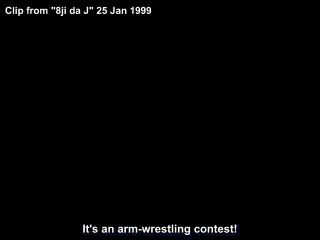 Clip from "8ji da J" 25 Jan 1999
It's an arm-wrestling contest!